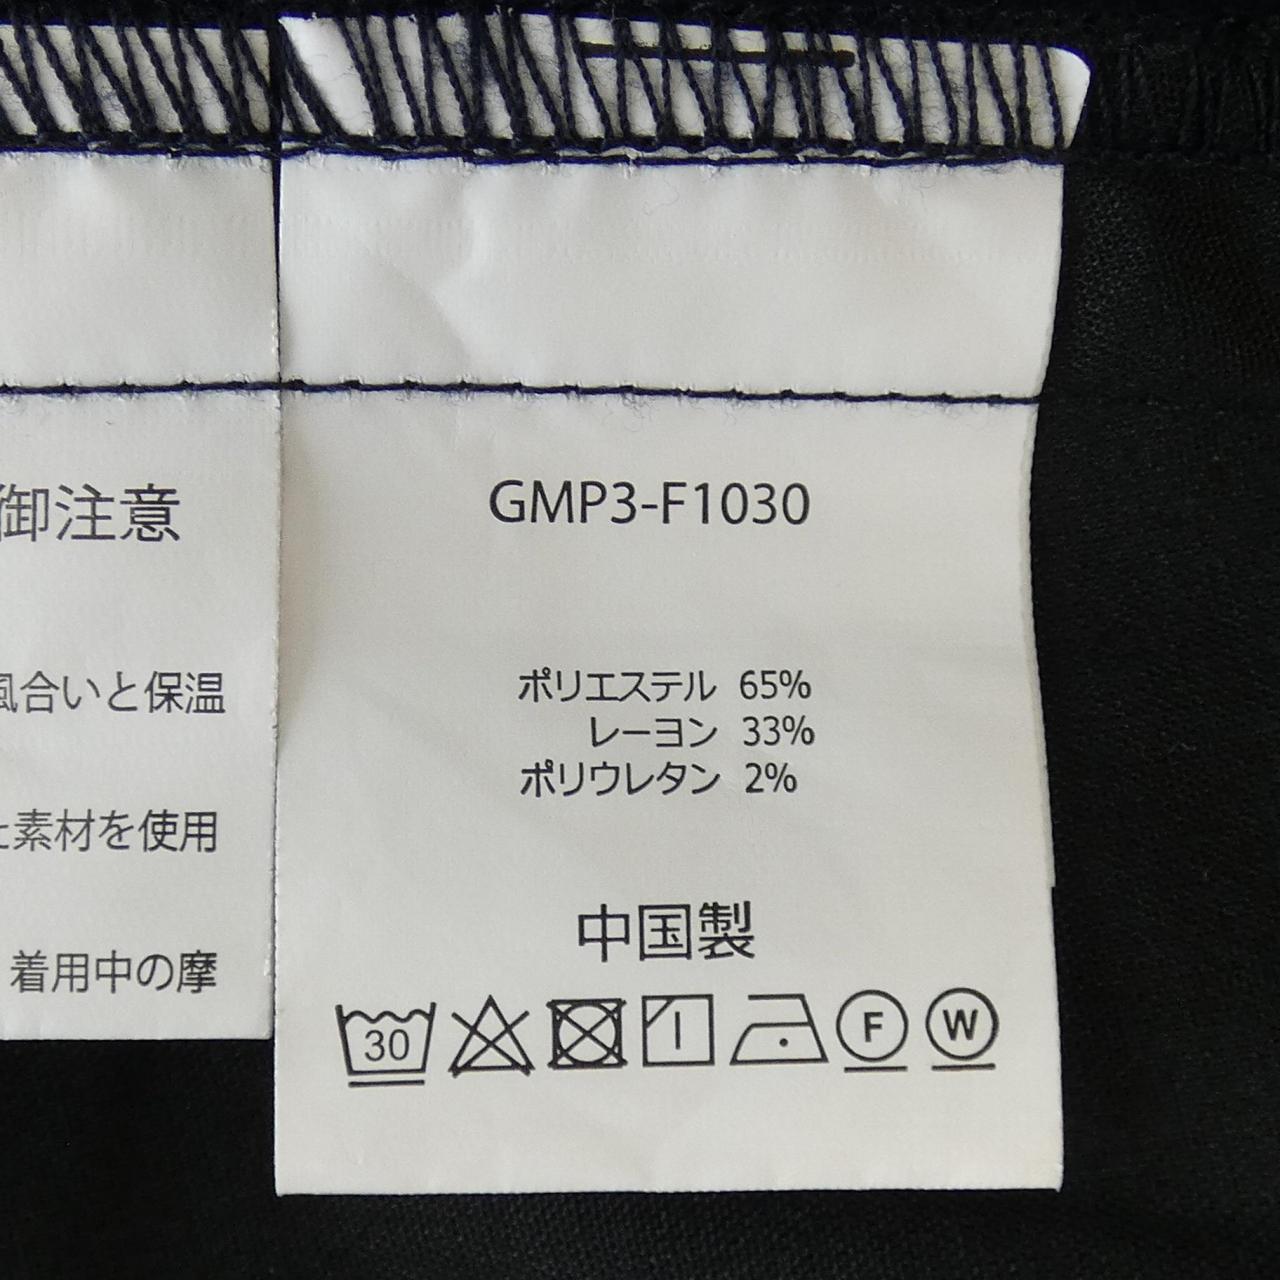 御注意
風合いと保温
た素材を使用
着用中の摩
GMP3-F1030
ポリエステル 65%
レーヨン 33%
ポリウレタン 2%
中国製
30
F
W